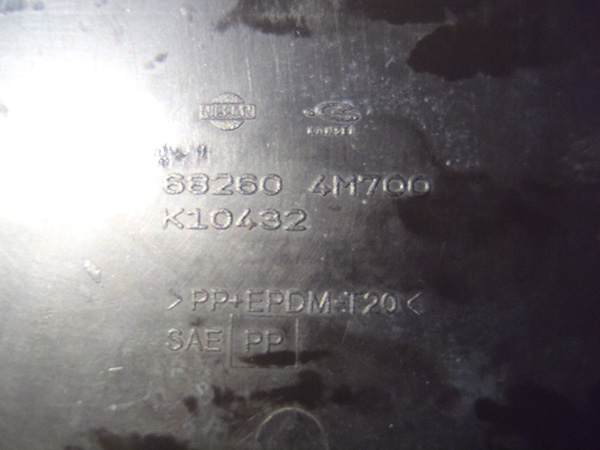 NISSAN KANSEI
68260 4M700
K10432
>PP+EPDM-T20<
SAE PP